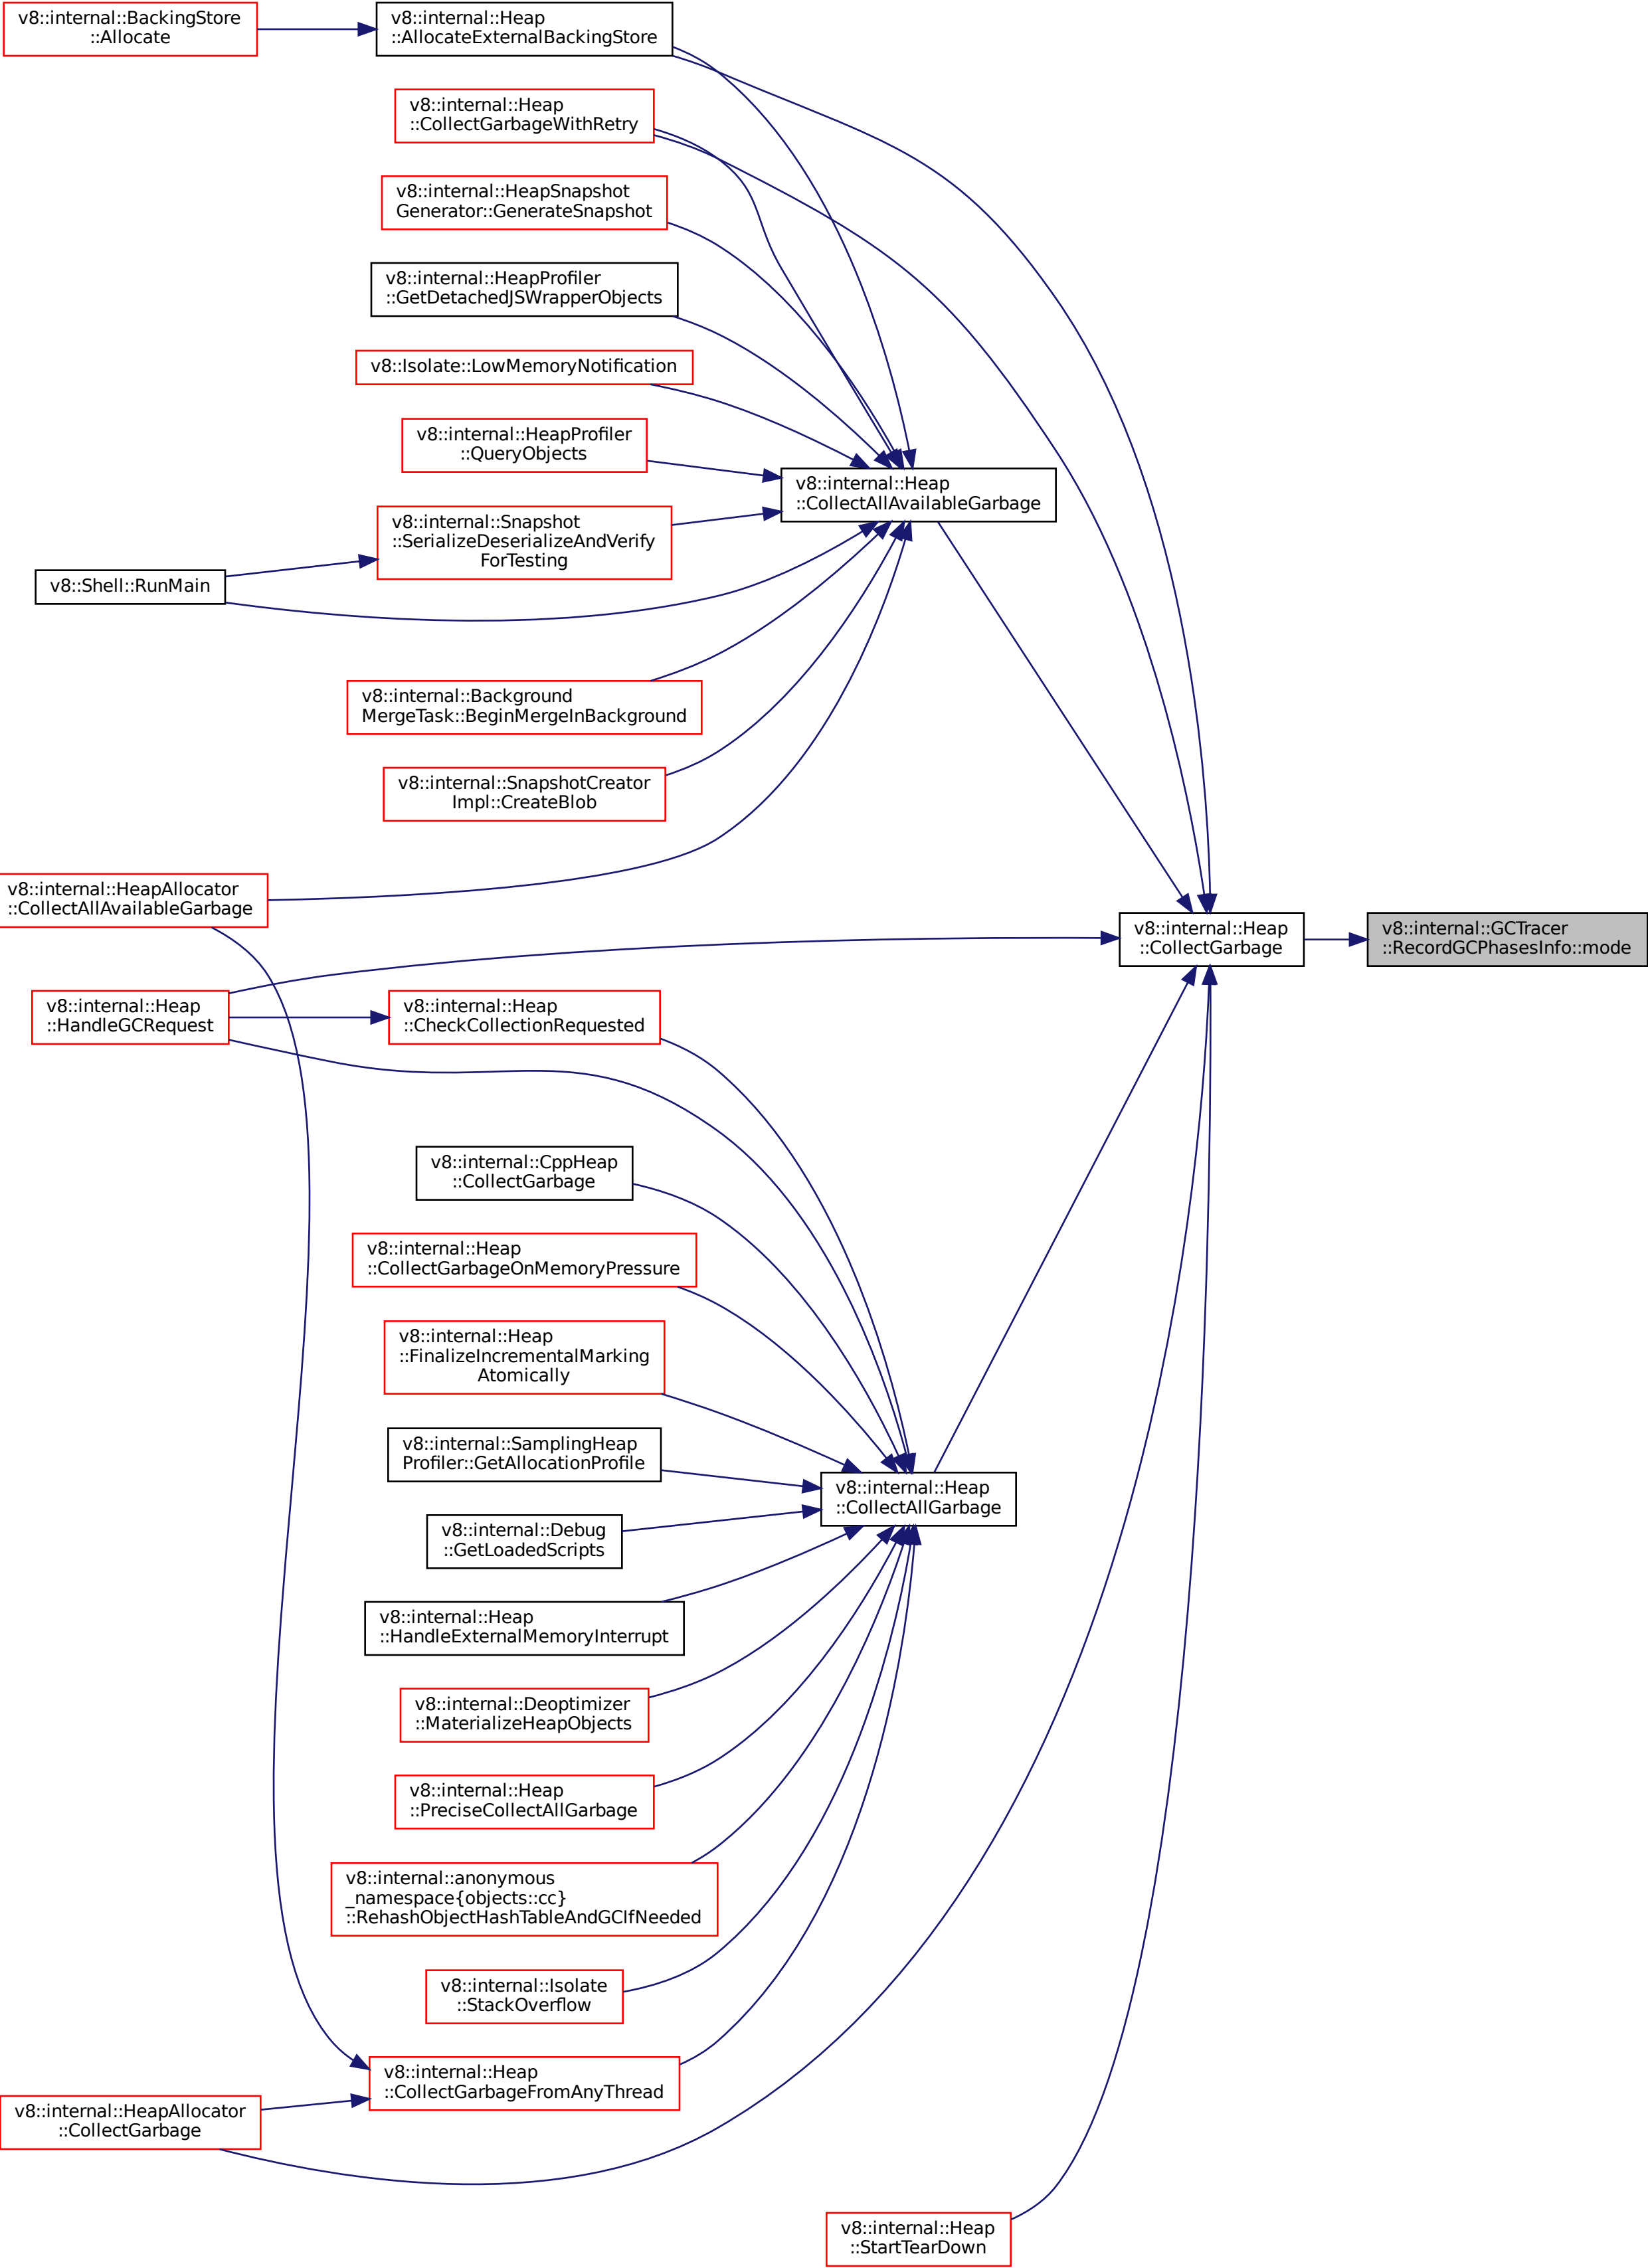 v8::internal::BackingStore
::Allocate
v8::internal::Heap
::AllocateExternalBackingStore
v8::internal::Heap
::CollectGarbageWithRetry
v8::internal::HeapSnapshot
Generator::GenerateSnapshot
v8::internal::HeapProfiler
::GetDetachedJSWrapperObjects
v8::Isolate::LowMemoryNotification
v8::internal::HeapProfiler
::QueryObjects
v8::internal::Heap
::CollectAllAvailableGarbage
v8::internal::Snapshot
::SerializeDeserializeAndVerify
ForTesting
v8::Shell::RunMain
v8::internal::Background
MergeTask::BeginMergeInBackground
v8::internal::SnapshotCreator
Impl::CreateBlob
v8::internal::HeapAllocator
::CollectAllAvailableGarbage
v8::internal::Heap
::CollectGarbage
v8::internal::GCTracer
::RecordGCPhasesInfo::mode
v8::internal::Heap
::HandleGCRequest
v8::internal::Heap
::CheckCollectionRequested
v8::internal::CppHeap
::CollectGarbage
v8::internal::Heap
::CollectGarbageOnMemoryPressure
v8::internal::Heap
::FinalizeIncrementalMarking
Atomically
v8::internal::SamplingHeap
Profiler::GetAllocationProfile
v8::internal::Heap
::CollectAllGarbage
v8::internal::Debug
::GetLoadedScripts
v8::internal::Heap
::HandleExternalMemoryInterrupt
v8::internal::Deoptimizer
::MaterializeHeapObjects
v8::internal::Heap
::PreciseCollectAllGarbage
v8::internal::anonymous
_namespace{objects::cc}
::RehashObjectHashTableAndGCIfNeeded
v8::internal::Isolate
::StackOverflow
v8::internal::Heap
::CollectGarbageFromAnyThread
v8::internal::HeapAllocator
::CollectGarbage
v8::internal::Heap
::StartTearDown